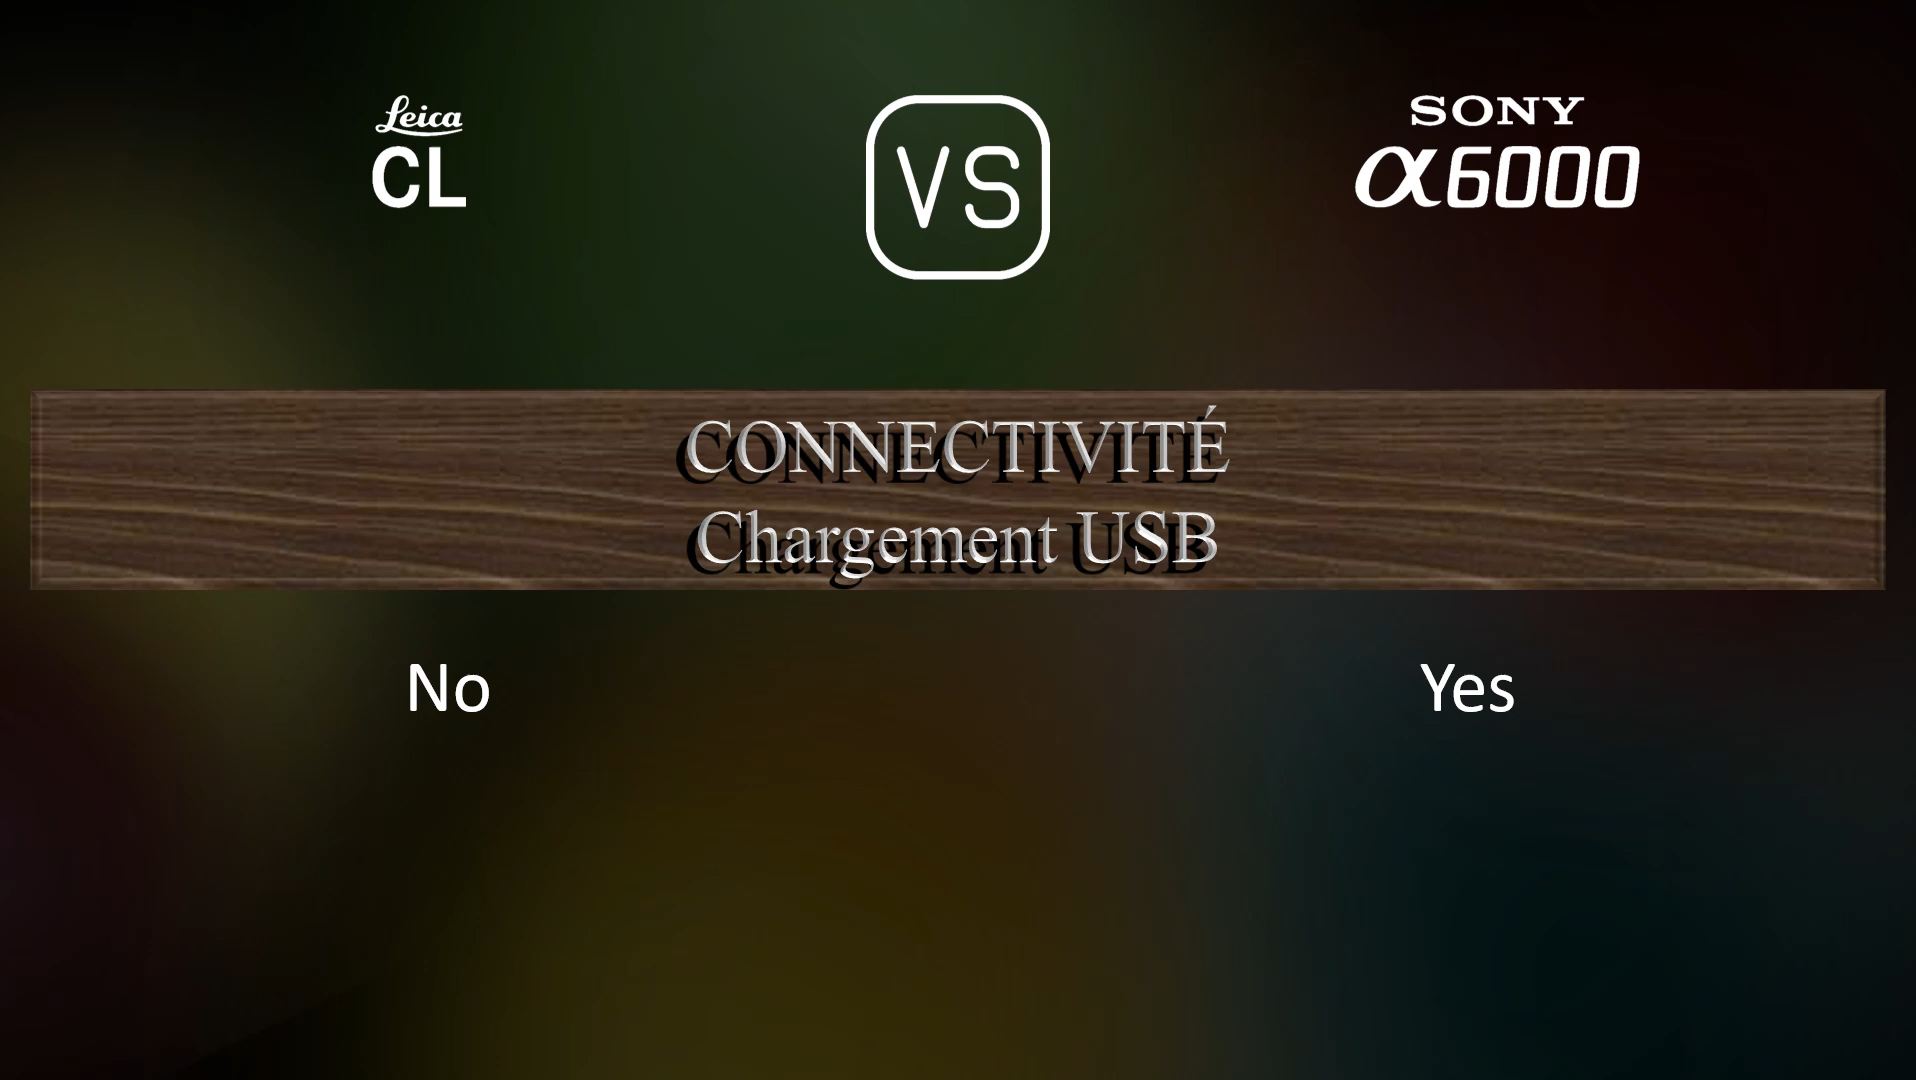 Leica
CL
VS
SONY
α6000
CONNECTIVITÉ
Chargement USB
No
Yes